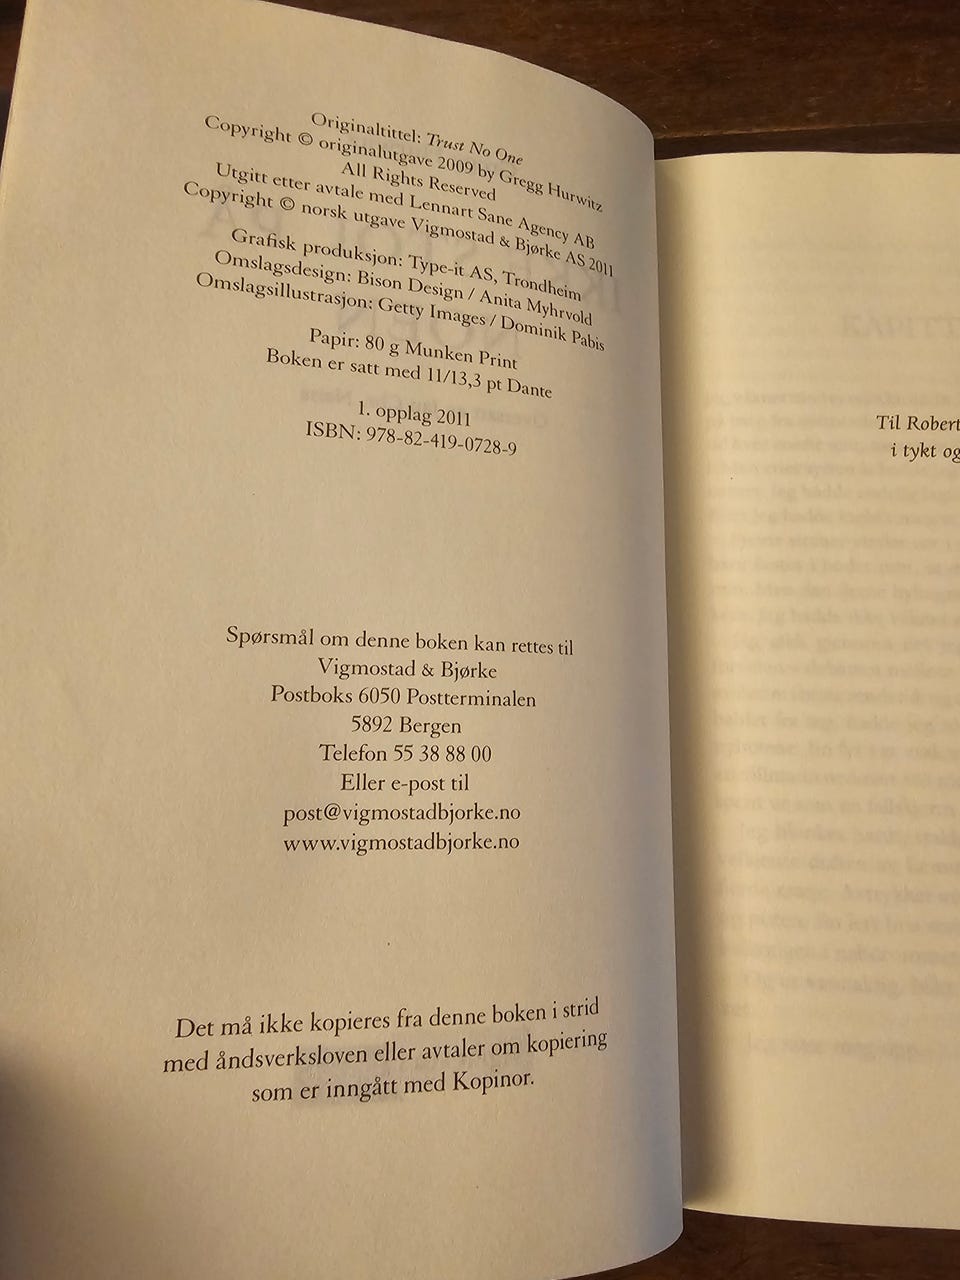 Originaltittel: Trust No One
Copyright © originalutgave 2009 by Gregg Hurwitz
All Rights Reserved
Utgitt etter avtale med Lennart Sane Agency AB
Copyright © norsk utgave Vigmostad & Bjørke AS 2011
Grafisk produksjon: Type-it AS, Trondheim
Omslagsdesign: Bison Design / Anita Myhrvold
Omslagsillustrasjon: Getty Images / Dominik Pabis
Papir: 80 g Munken Print
Boken er satt med 11/13,3 pt Dante
1. opplag 2011
ISBN: 978-82-419-0728-9
Spørsmål om denne boken kan rettes til
Vigmostad & Bjørke
Postboks 6050 Postterminalen
5892 Bergen
Telefon 55 38 88 00
Eller e-post til
post@vigmostadbjorke.no
www.vigmostadbjorke.no
Det må ikke kopieres fra denne boken i strid
med åndsverksloven eller avtaler om kopiering
som er inngått med Kopinor.
Til Robert
i tykt og